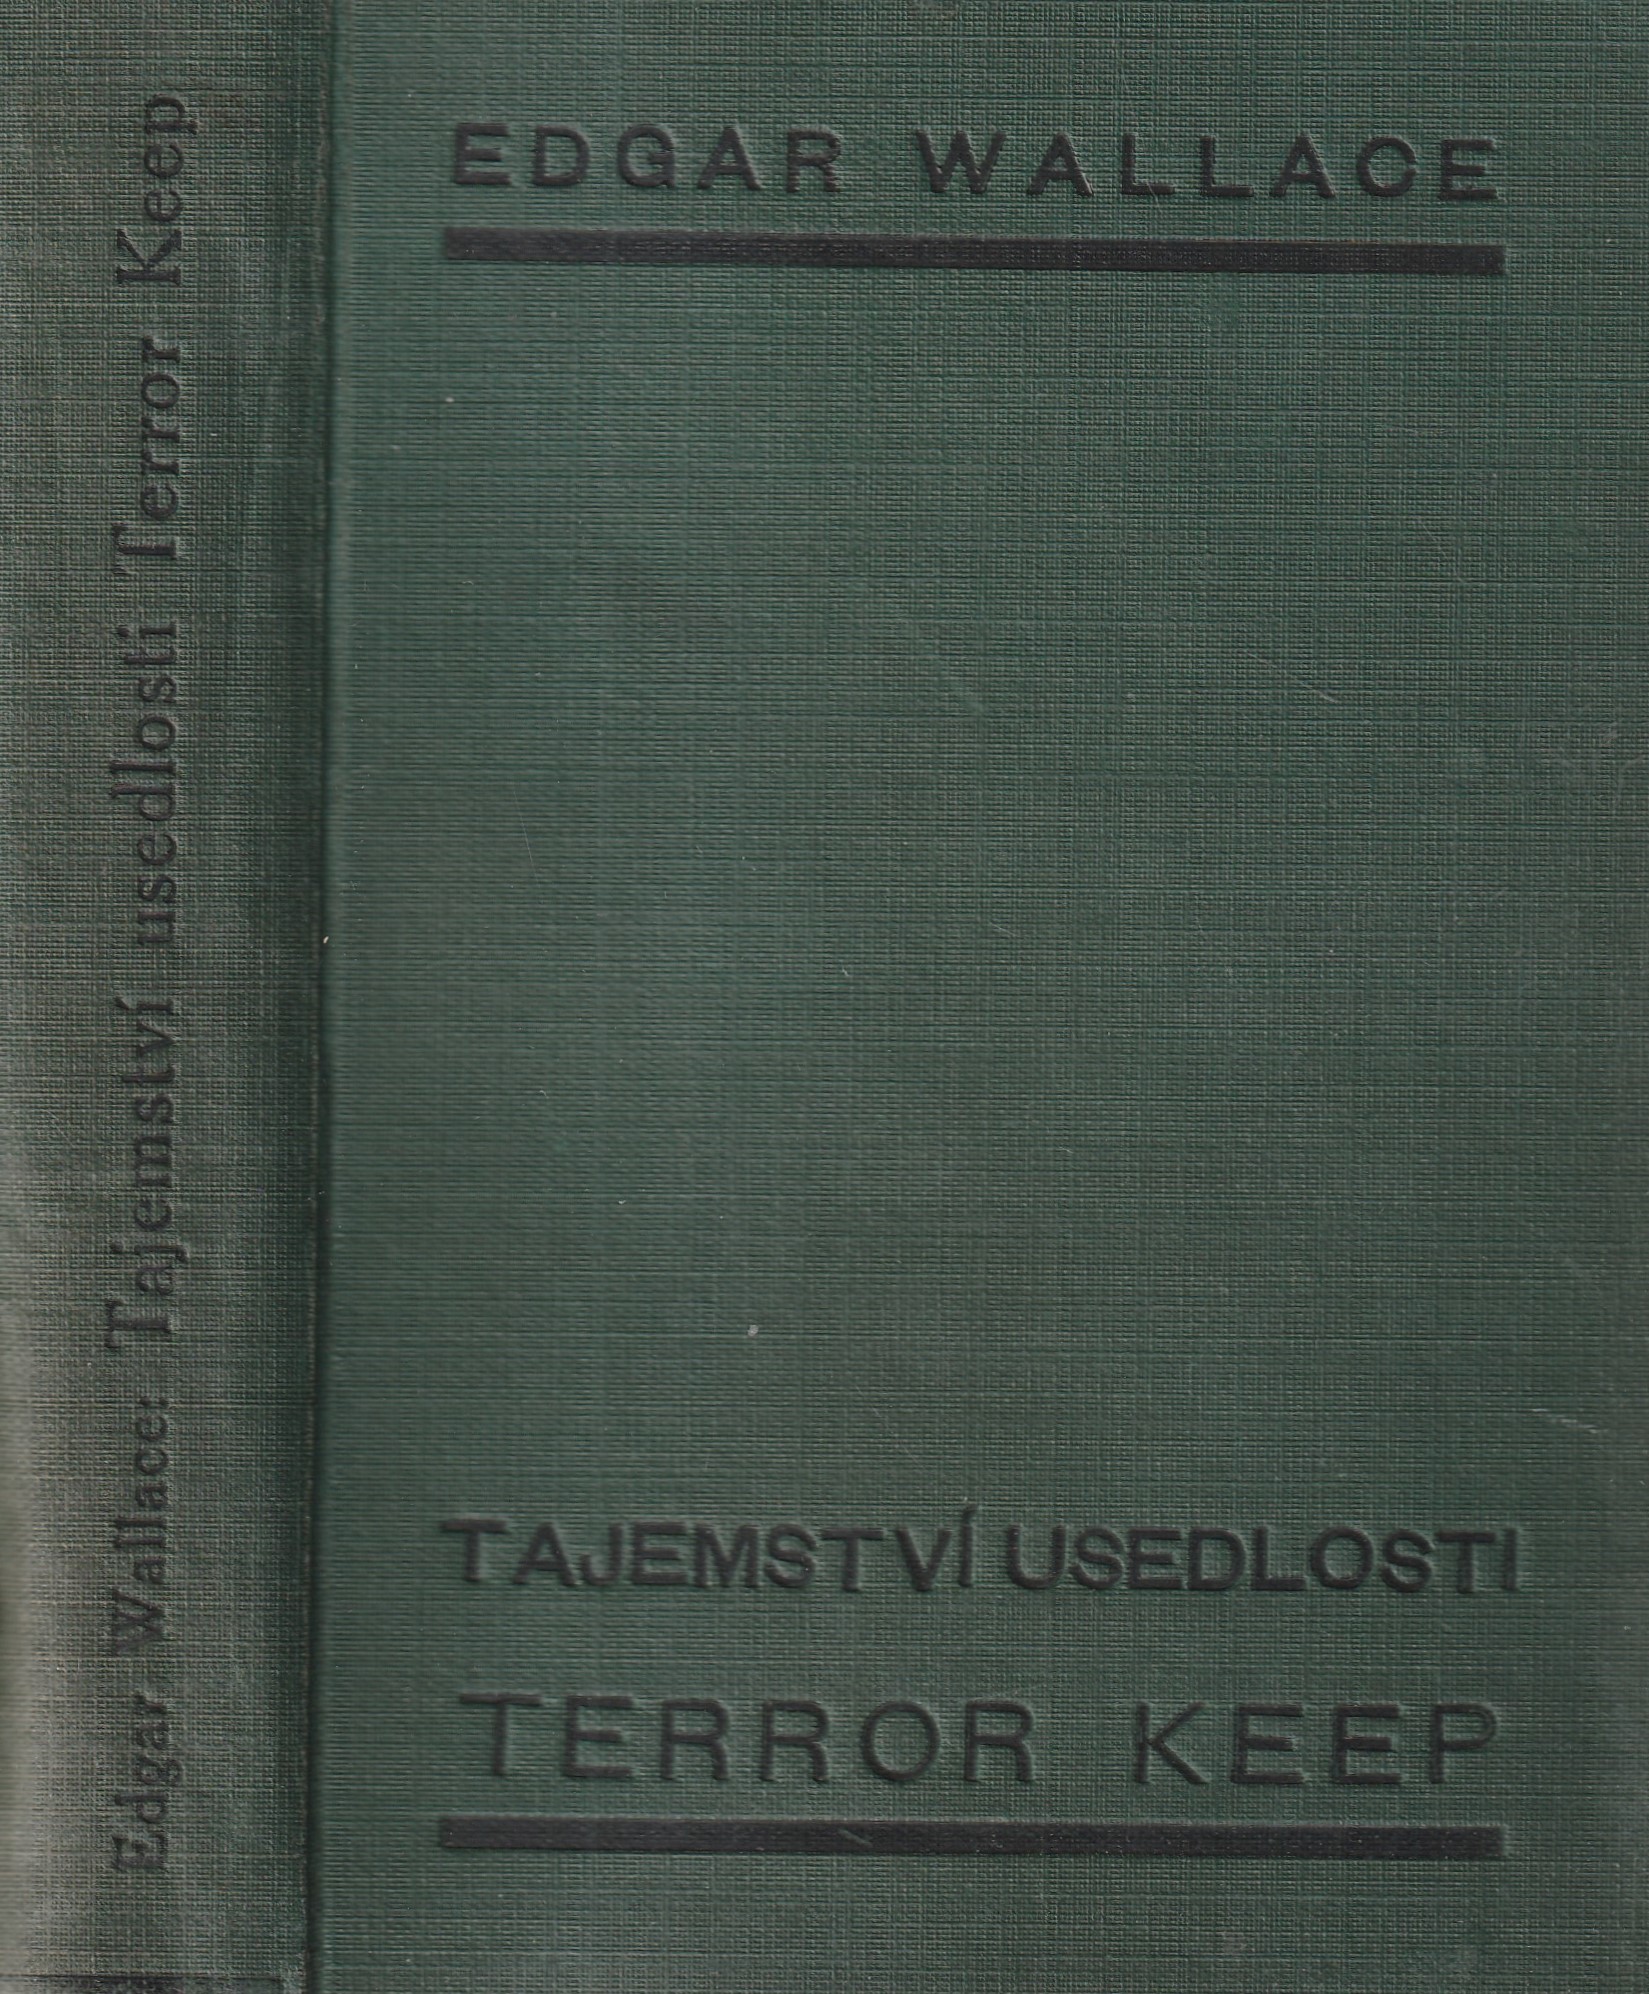 Edgar Wallace: Tajemství usedlosti Terror Keep
EDGAR WALLACE
TAJEMSTVÍ USEDLOSTI
TERROR KEEP